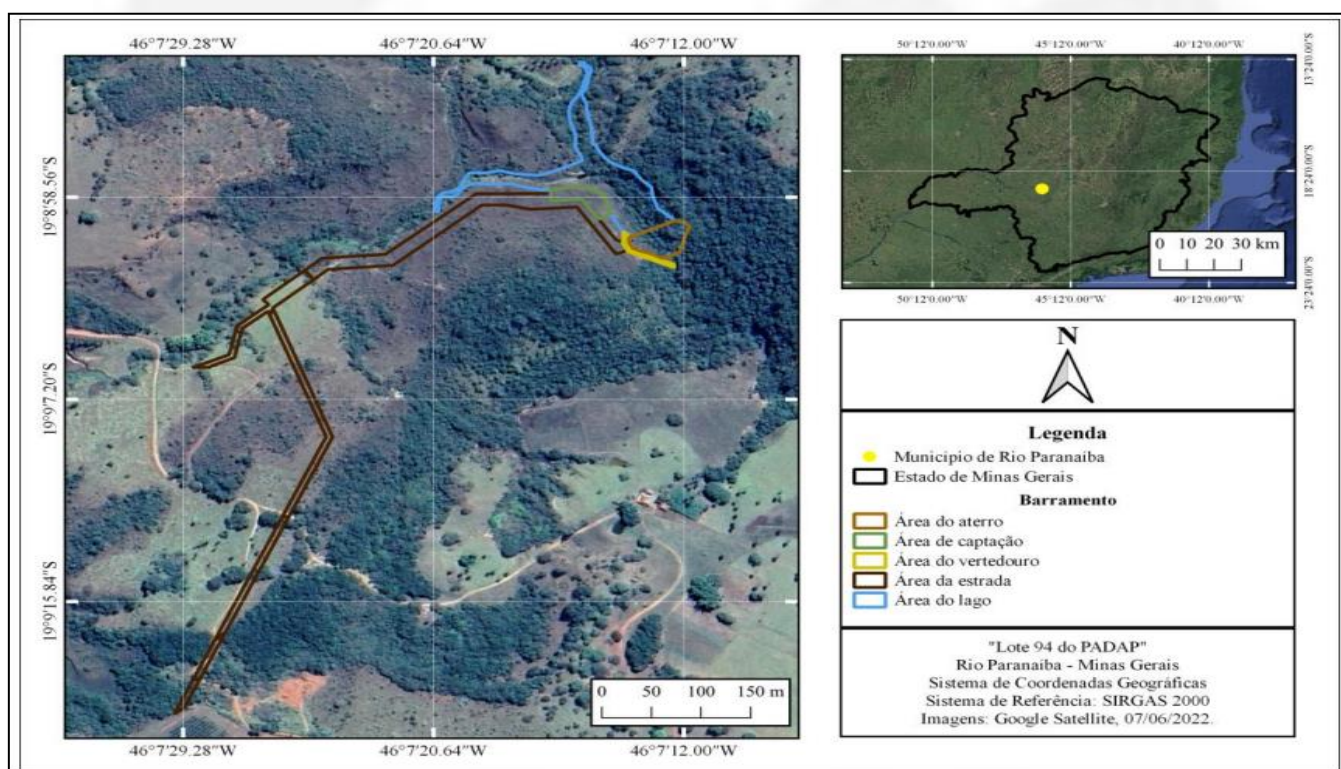 46°7'29.28"W 46°7'20.64"W 46°7'12.00"W
19°8'58.56"S
19°9'7.20"S
19°9'15.84"S
0 50 100 150 m
46°7'29.28"W 46°7'20.64"W 46°7'12.00"W
50°12'0.00"W 45°12'0.00"W 40°12'0.00"W
13°24'0.00"S
18°24'0.00"S
23°24'0.00"S
0 10 20 30 km
50°12'0.00"W 45°12'0.00"W 40°12'0.00"W
N
Legenda
Município de Rio Paranaíba
Estado de Minas Gerais
Barramento
Área do aterro
Área de captação
Área do vertedouro
Área da estrada
Área do lago
"Lote 94 do PADAP"
Rio Paranaíba - Minas Gerais
Sistema de Coordenadas Geográficas
Sistema de Referência: SIRGAS 2000
Imagens: Google Satellite, 07/06/2022.